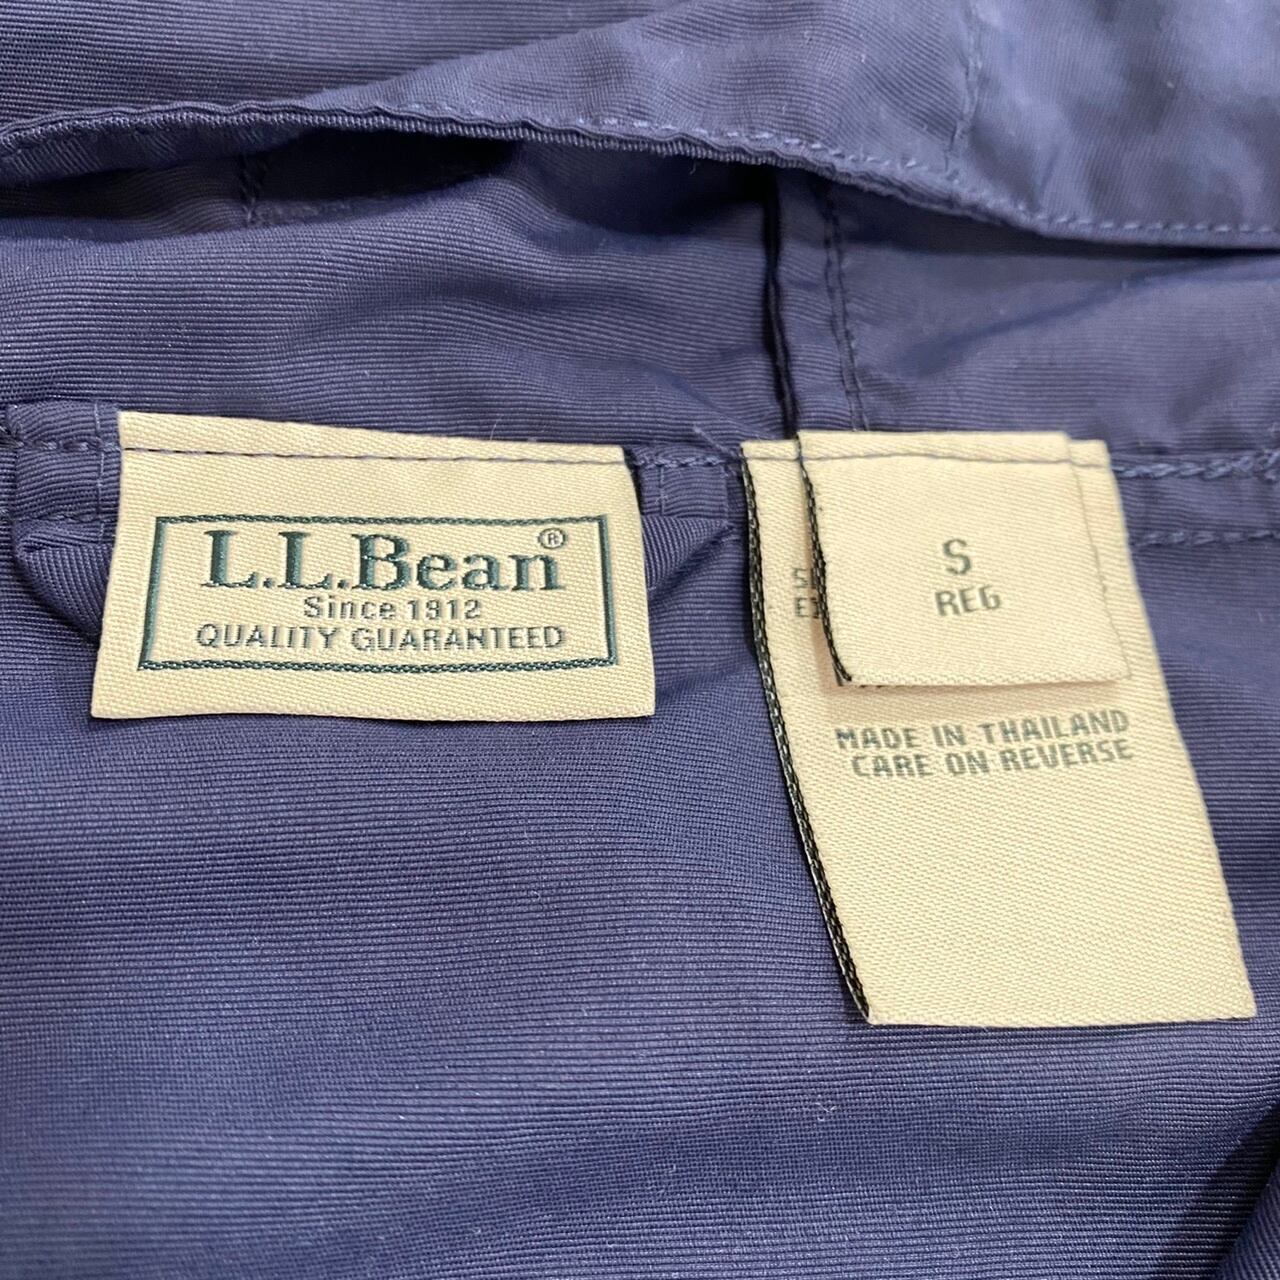 L.L.Bean®
Since 1912
QUALITY GUARANTEED
S
REG
MADE IN THAILAND
CARE ON REVERSE